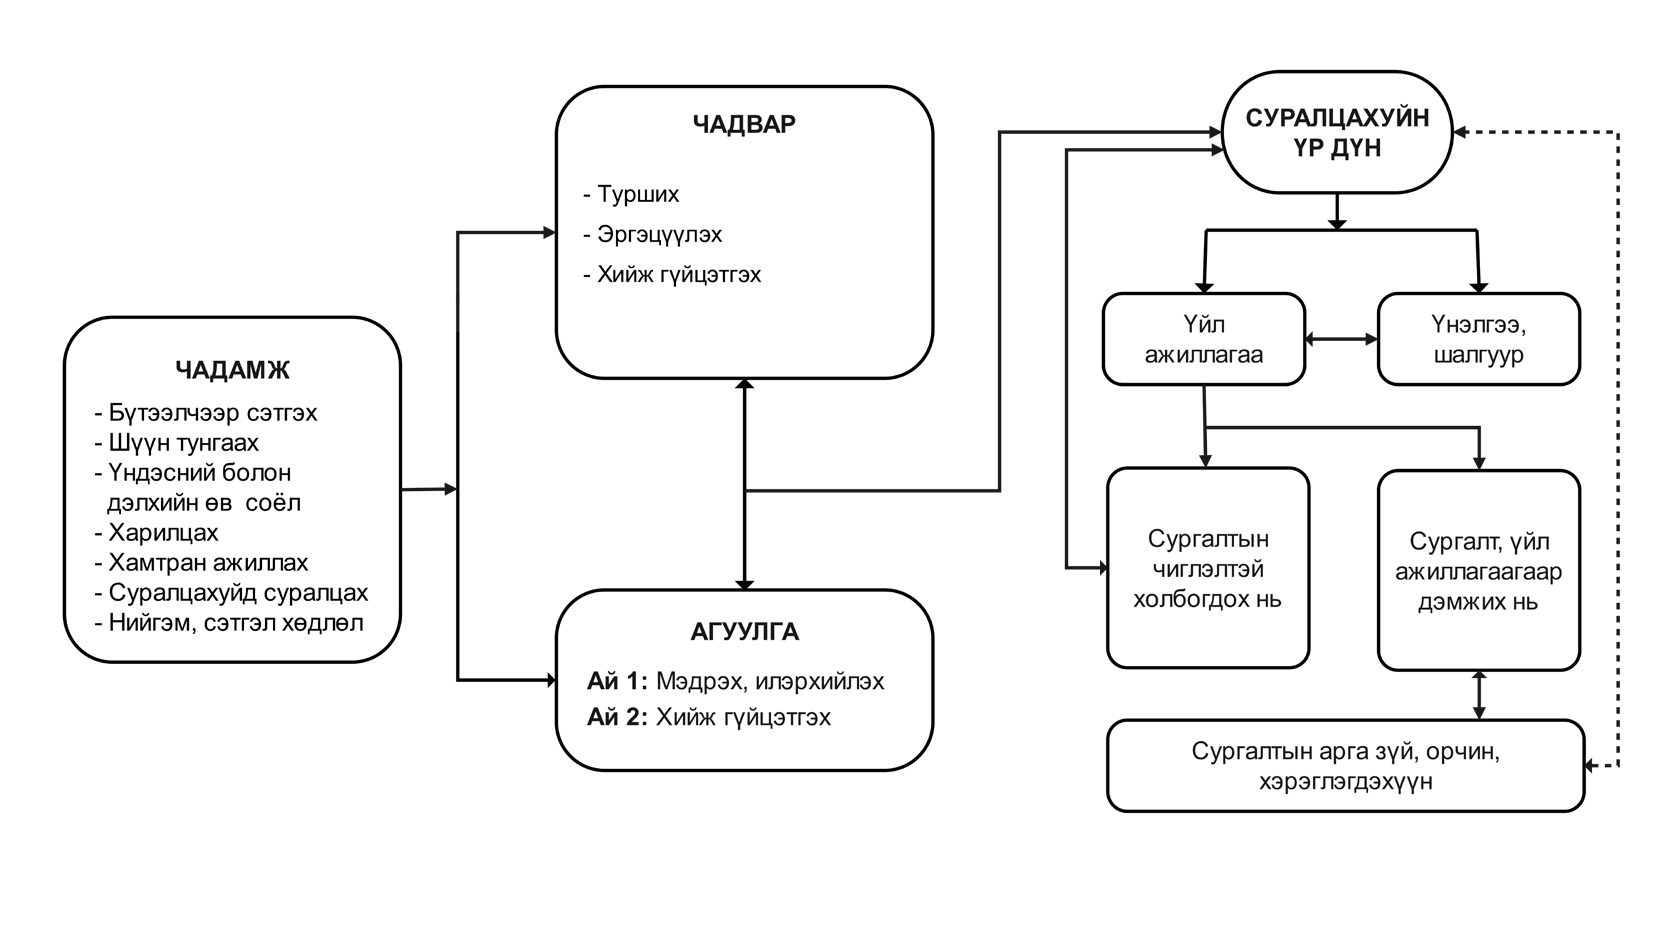 ЧАДАМЖ
- Бүтээлчээр сэтгэх
- Шүүн тунгаах
- Үндэсний болон
дэлхийн өв соёл
- Харилцах
- Хамтран ажиллах
- Суралцахуйд суралцах
- Нийгэм, сэтгэл хөдлөл
ЧАДВАР
- Турших
- Эргэцүүлэх
- Хийж гүйцэтгэх
АГУУЛГА
Ай 1: Мэдрэх, илэрхийлэх
Ай 2: Хийж гүйцэтгэх
СУРАЛЦАХУЙН
ҮР ДҮН
Үйл
ажиллагаа
Үнэлгээ,
шалгуур
Сургалтын
чиглэлтэй
холбогдох нь
Сургалт, үйл
ажиллагаагаар
дэмжих нь
Сургалтын арга зүй, орчин,
хэрэглэгдэхүүн